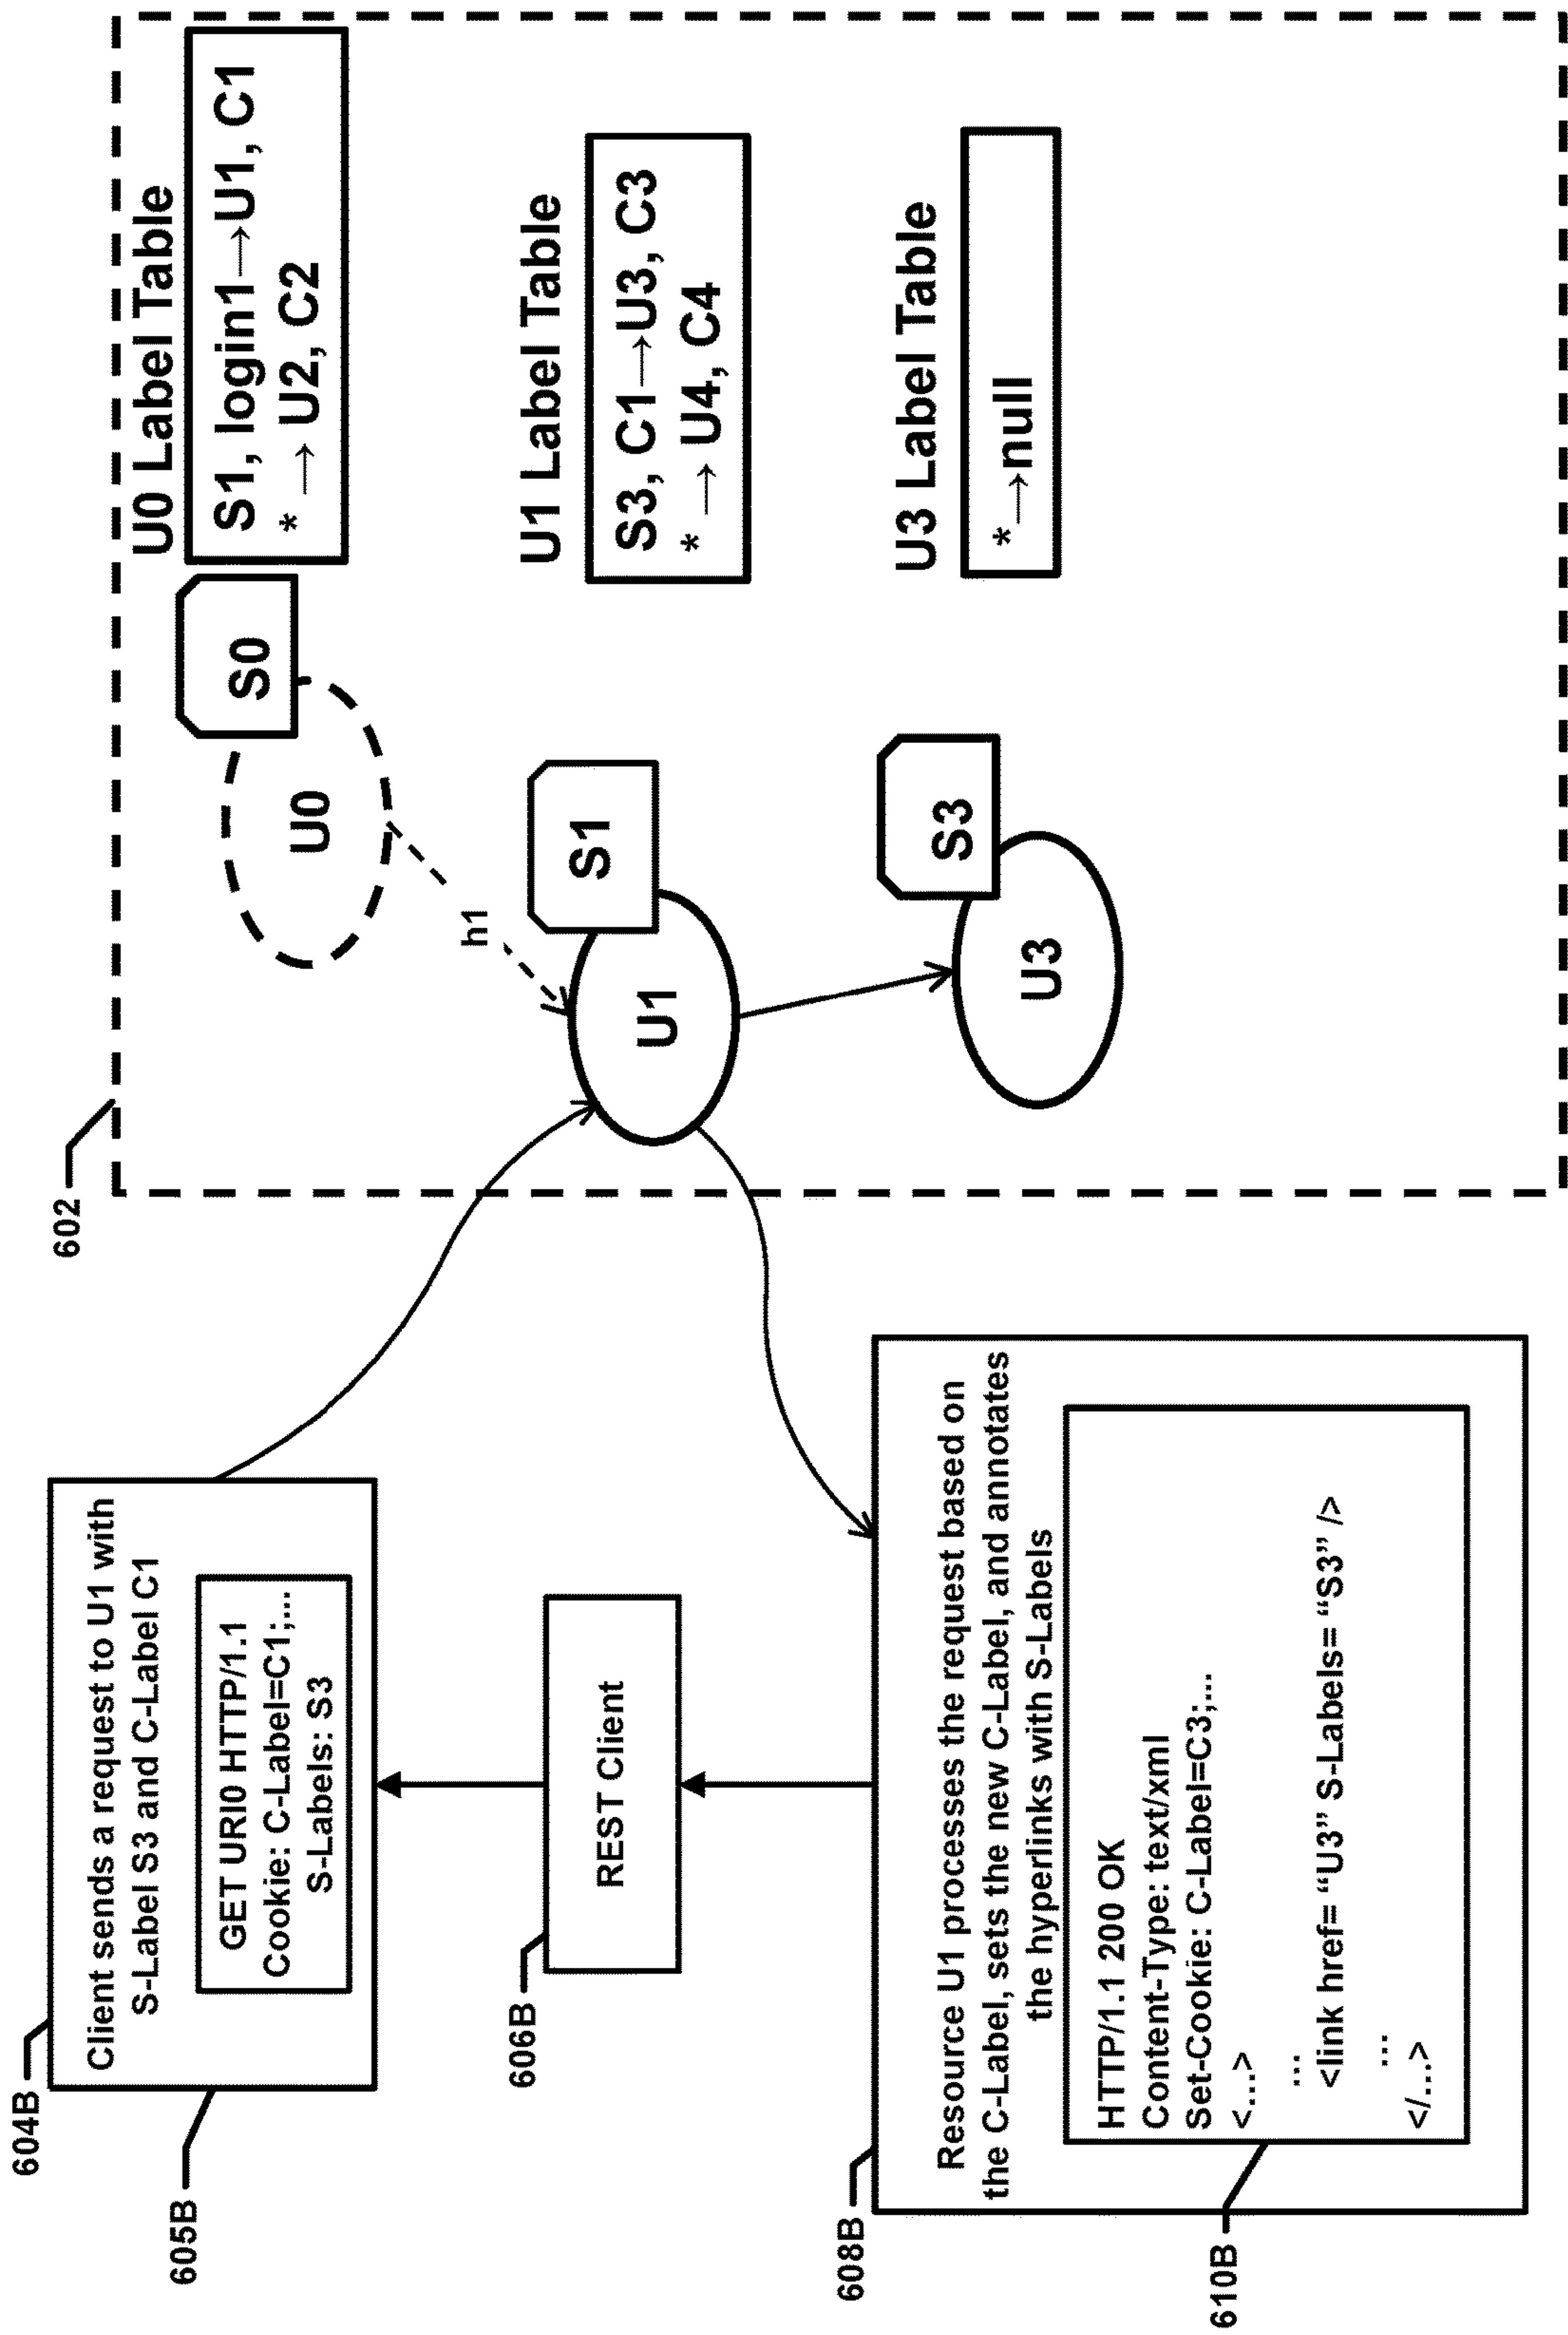 602
604B
Client sends a request to U1 with
S-Label S3 and C-Label C1
GET URI0 HTTP/1.1
Cookie: C-Label=C1;...
S-Labels: S3
605B
606B
REST Client
608B
Resource U1 processes the request based on
the C-Label, sets the new C-Label, and annotates
the hyperlinks with S-Labels
HTTP/1.1 200 OK
Content-Type: text/xml
Set-Cookie: C-Label=C3;...
<...>
...
<link href= “U3” S-Labels= “S3” />
...
</...>
610B
U0
S0
h1
U1
S1
U3
S3
U0 Label Table
S1, login1→U1, C1
* → U2, C2
U1 Label Table
S3, C1→U3, C3
* → U4, C4
U3 Label Table
*→null